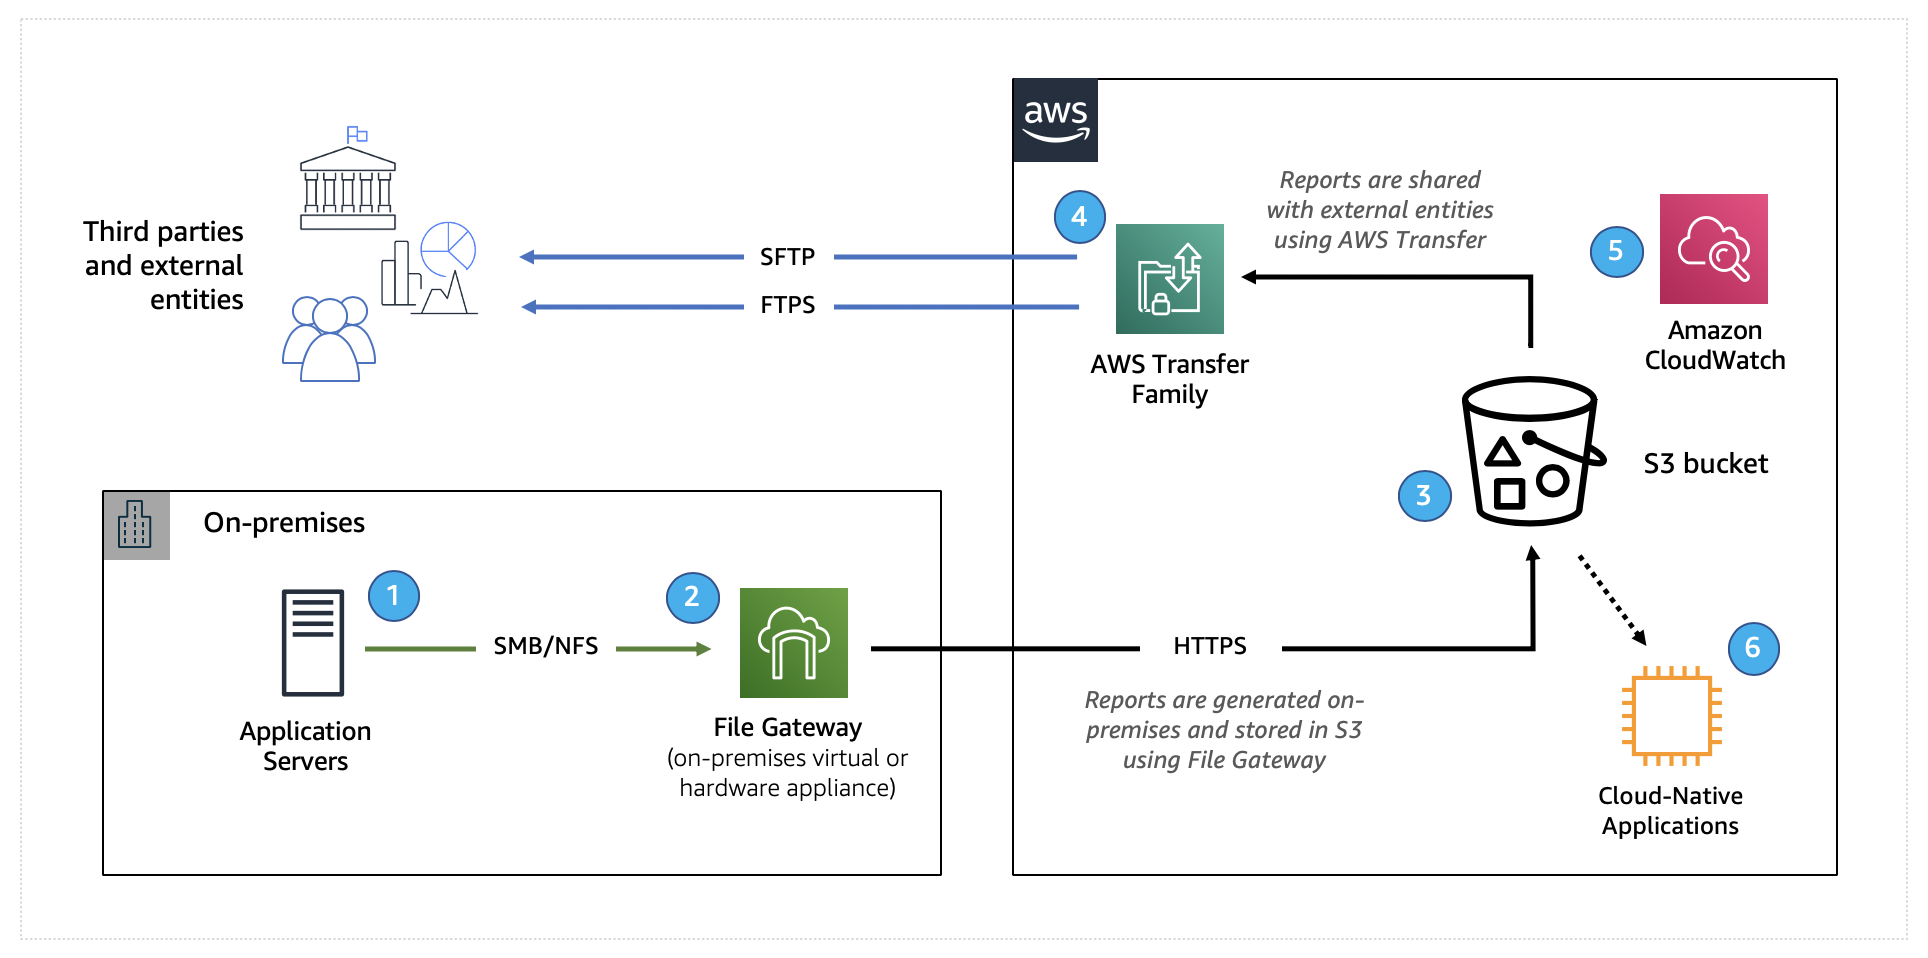 aws
Reports are shared
with external entities
using AWS Transfer
4
5
Third parties
and external
entities
SFTP
FTPS
AWS Transfer
Family
Amazon
CloudWatch
S3 bucket
3
On-premises
1
2
SMB/NFS
HTTPS
6
Application
Servers
File Gateway
(on-premises virtual or
hardware appliance)
Reports are generated on-
premises and stored in S3
using File Gateway
Cloud-Native
Applications